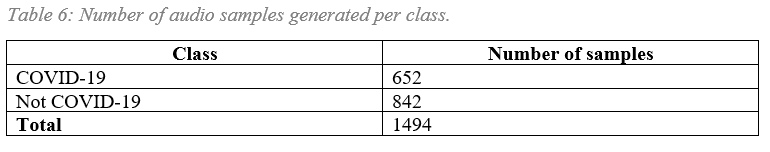 Table 6: Number of audio samples generated per class.
Class Number of samples
COVID-19 652
Not COVID-19 842
Total 1494